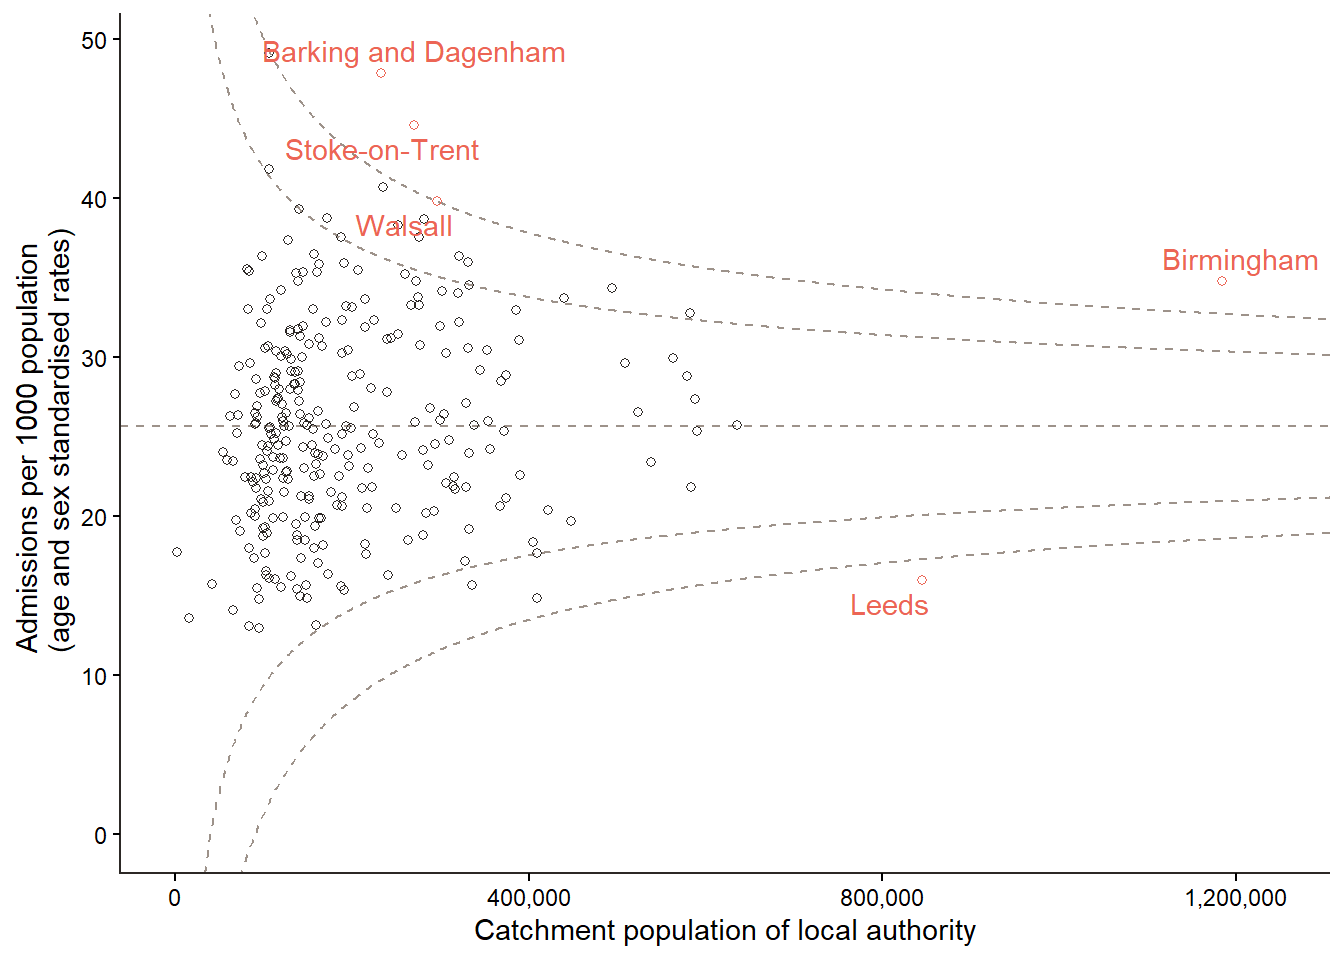 50
40
30
20
10
0
Admissions per 1000 population
(age and sex standardised rates)
Barking and Dagenham
Stoke-on-Trent
Walsall
Birmingham
Leeds
0
400,000
800,000
1,200,000
Catchment population of local authority